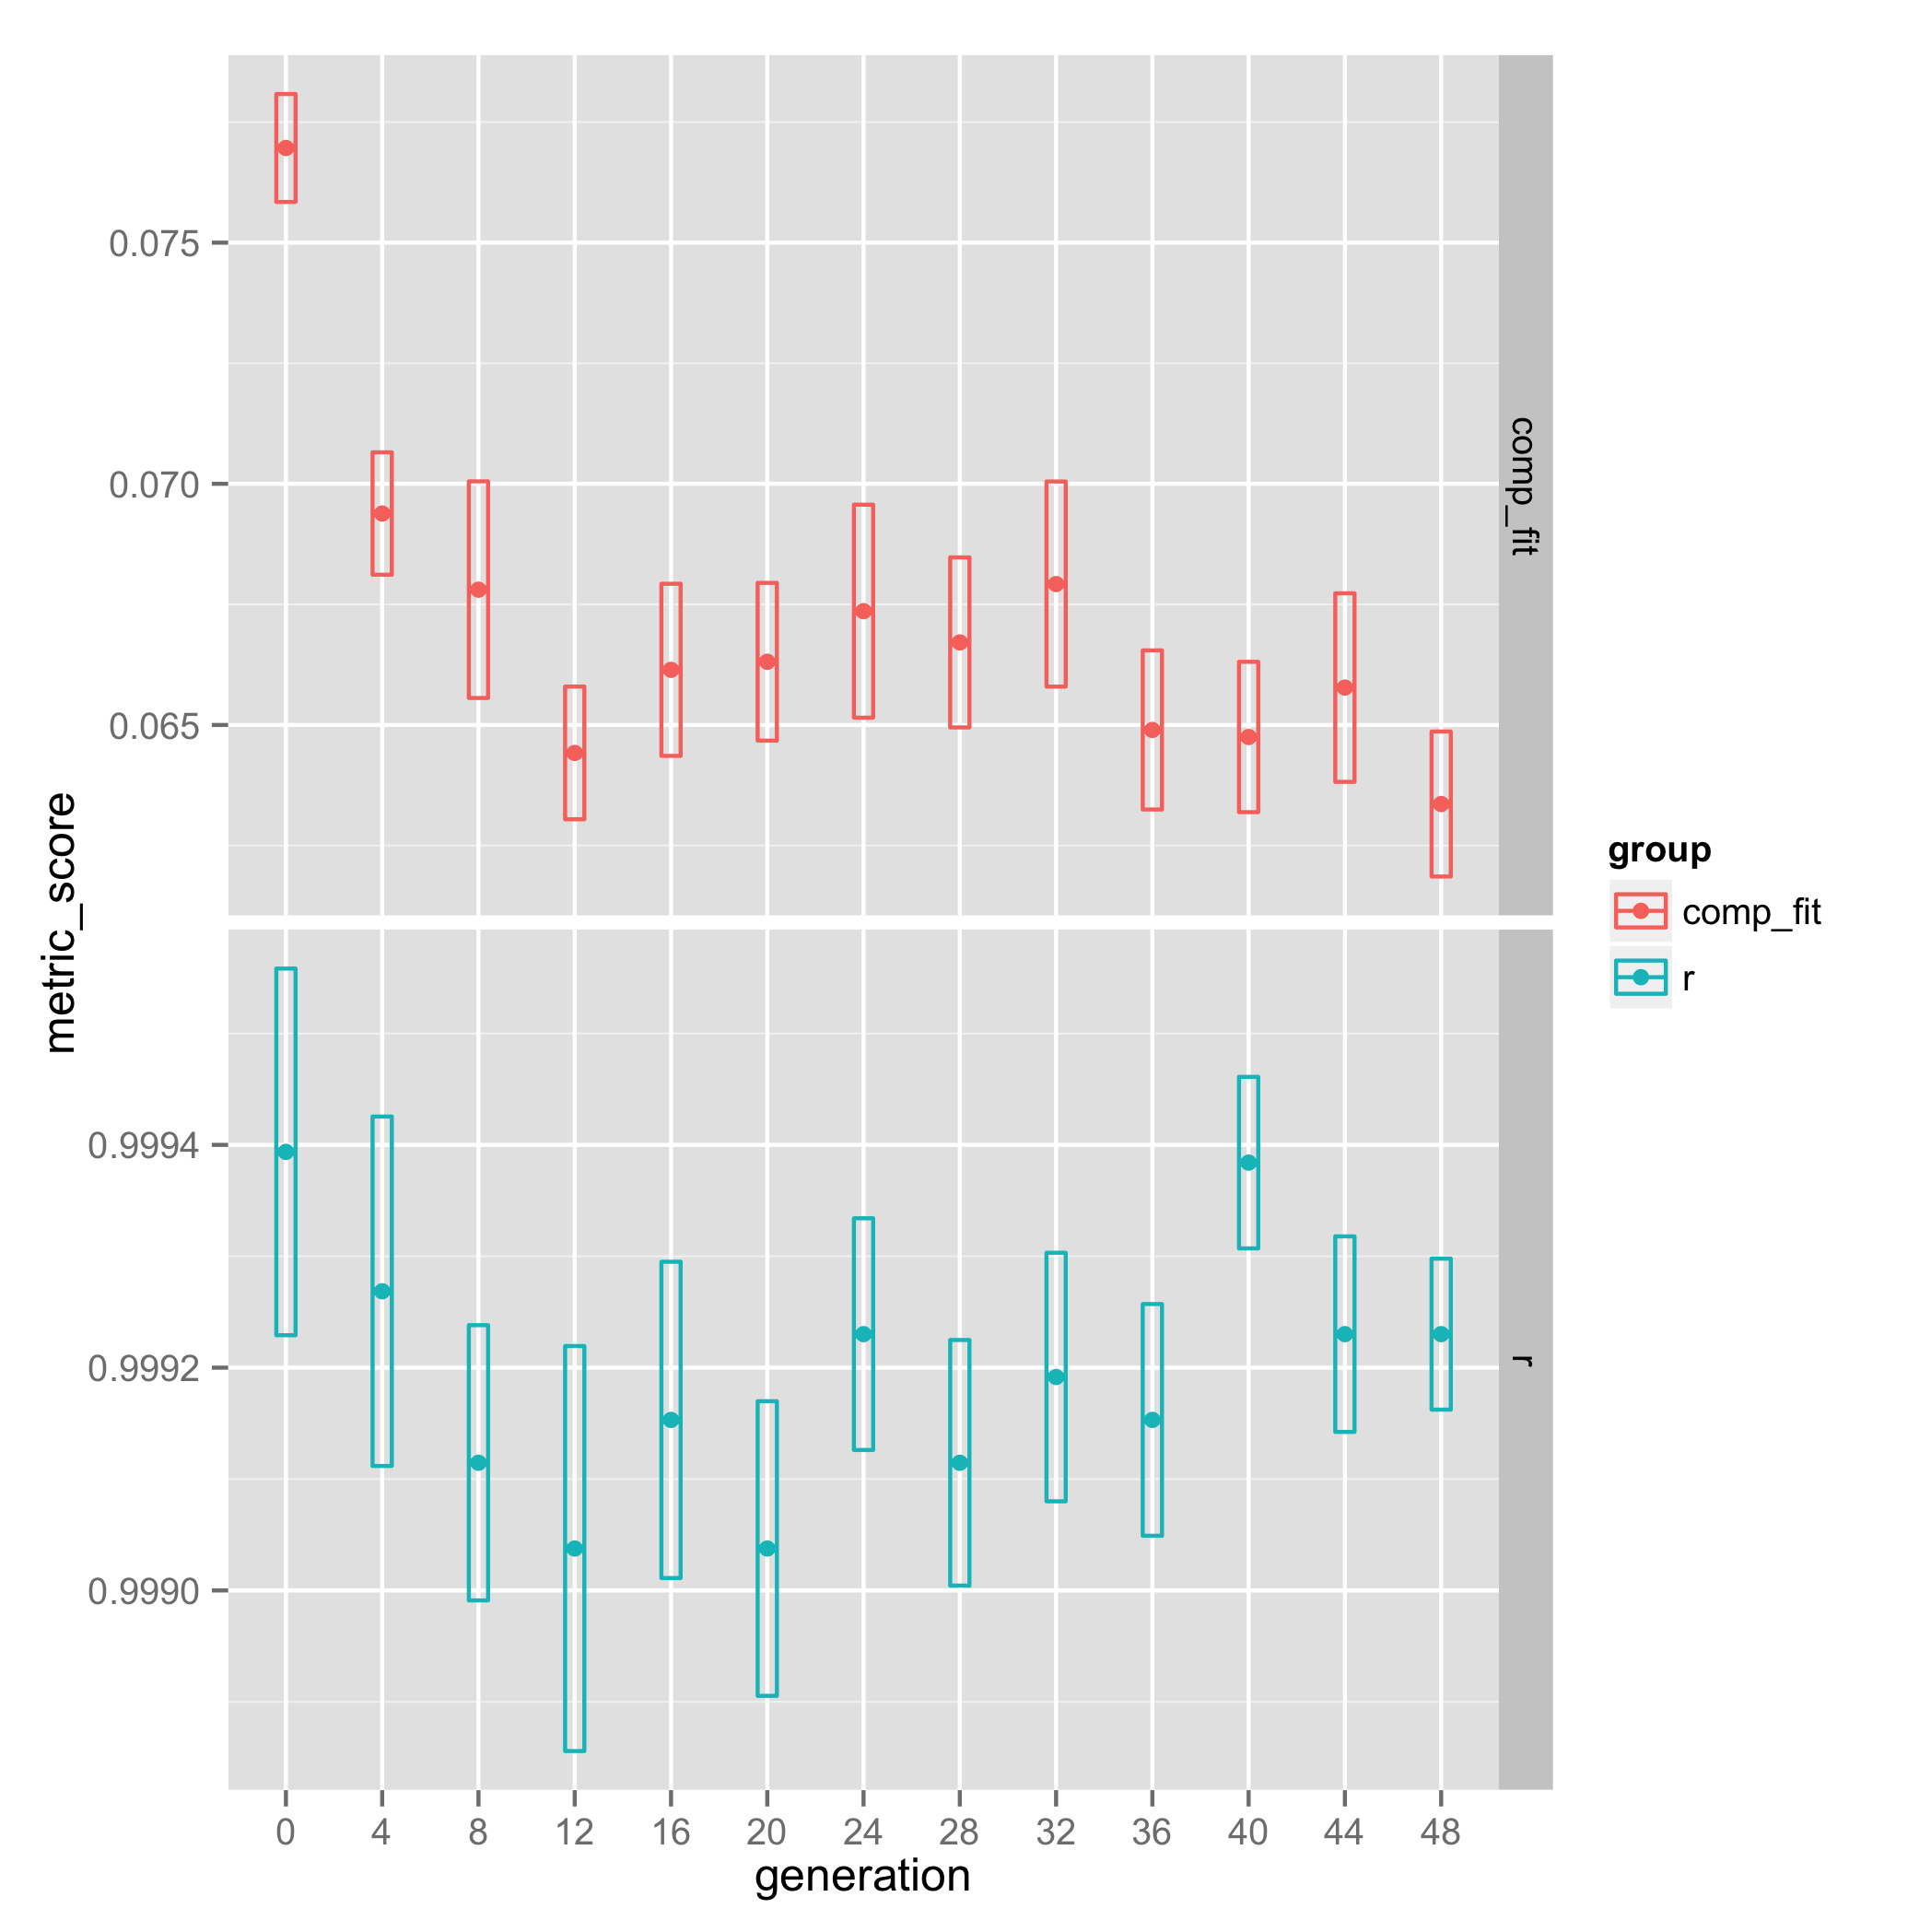 metric_score
0.075
0.070
0.065
comp_fit
0.9994
0.9992
0.9990
r
0 4 8 12 16 20 24 28 32 36 40 44 48
generation
group
comp_fit
r